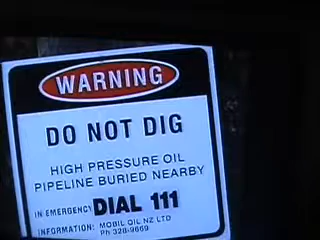 WARNING
DO NOT DIG
HIGH PRESSURE OIL
PIPELINE BURIED NEARBY
IN EMERGENCY DIAL 111
INFORMATION: MOBIL OIL NZ LTD
Ph 328-9669